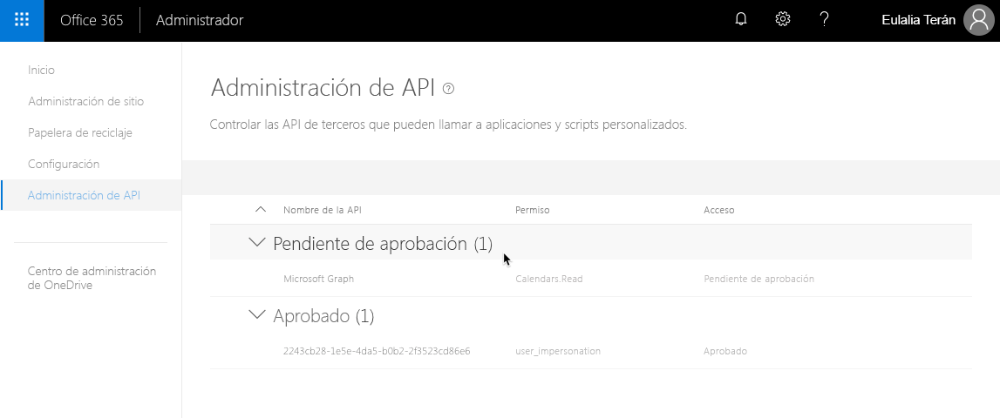 Office 365
Administrador
Eulalia Terán
Inicio
Administración de sitio
Papelera de reciclaje
Configuración
Administración de API
Centro de administración
de OneDrive
Administración de API
Controlar las API de terceros que pueden llamar a aplicaciones y scripts personalizados.
Nombre de la API Permiso Acceso
Pendiente de aprobación (1)
Microsoft Graph Calendars.Read Pendiente de aprobación
Aprobado (1)
2243cb28-1e5e-4da5-b0b2-2f3523cd86e6 user_impersonation Aprobado